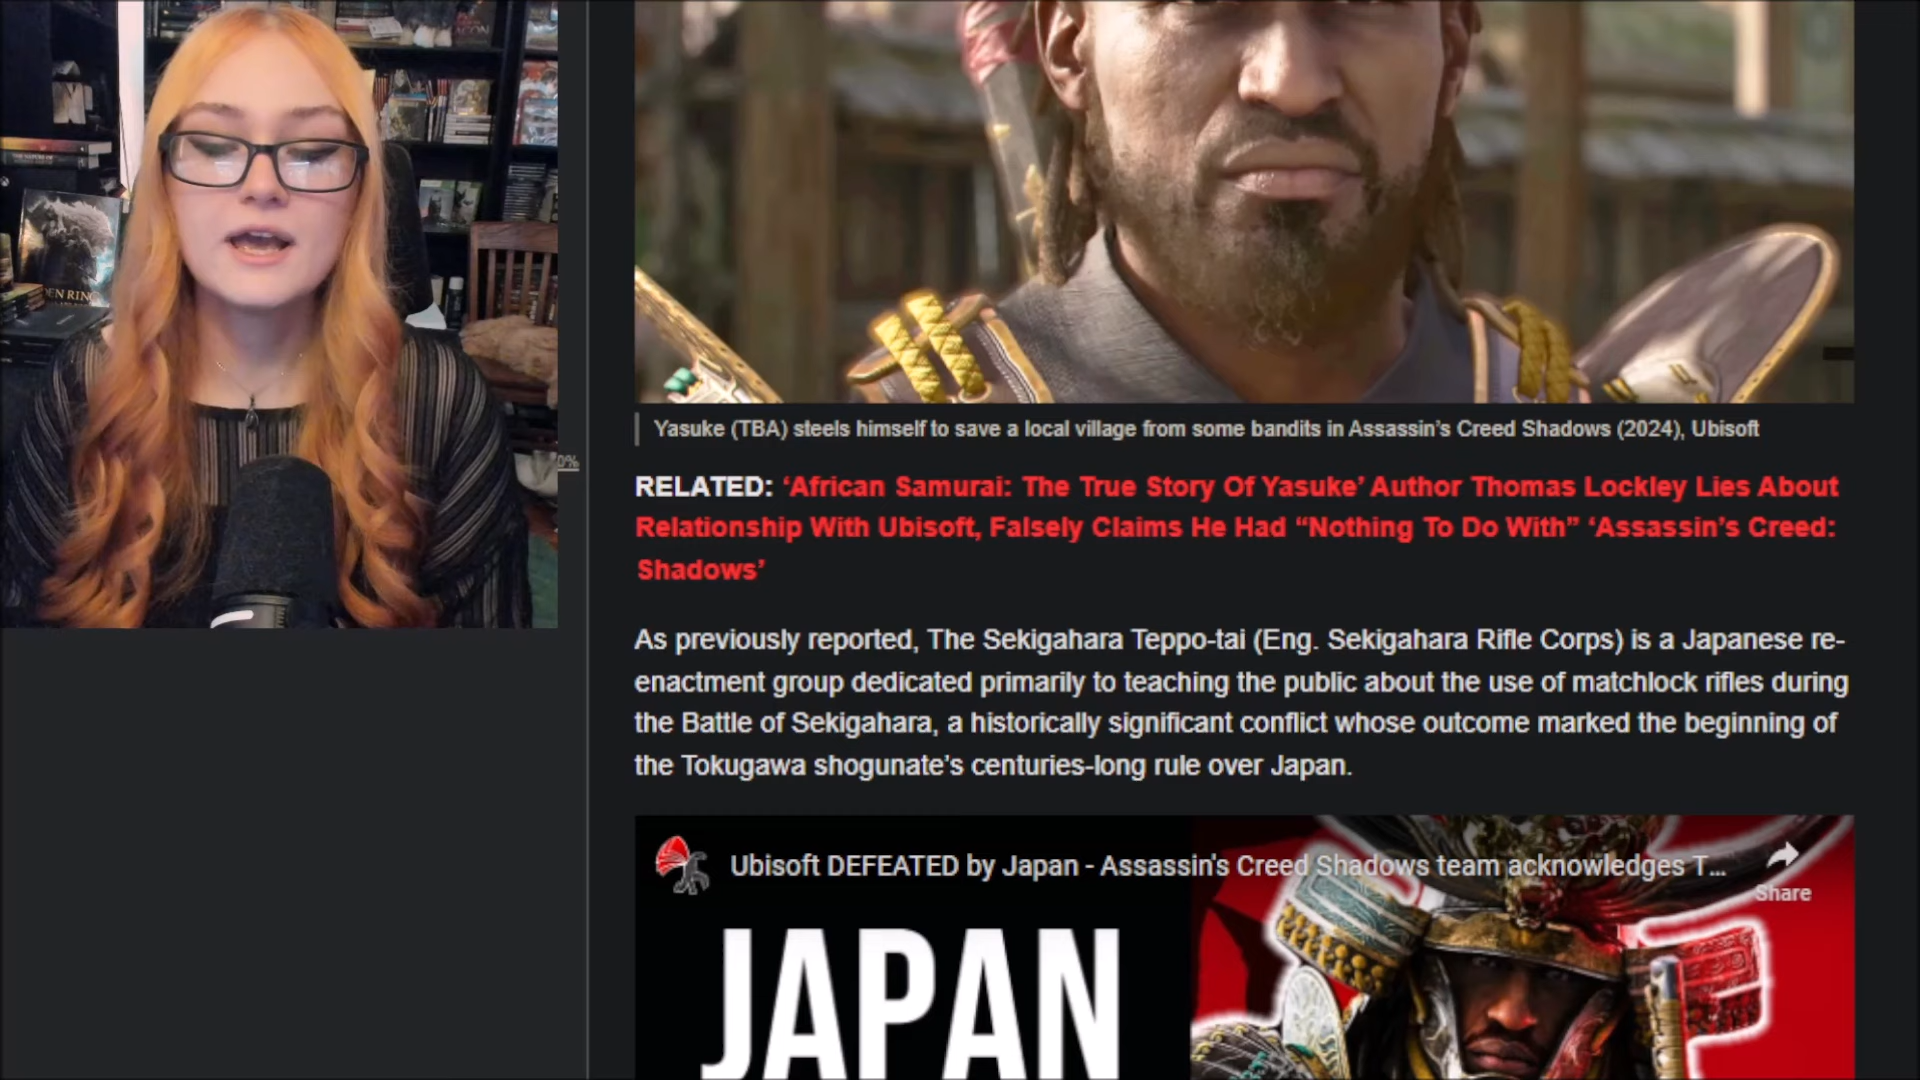 Yasuke (TBA) steels himself to save a local village from some bandits in Assassin's Creed Shadows (2024), Ubisoft
RELATED: 'African Samurai: The True Story Of Yasuke' Author Thomas Lockley Lies About
Relationship With Ubisoft, Falsely Claims He Had “Nothing To Do With” ‘Assassin’s Creed:
Shadows’
As previously reported, The Sekigahara Teppo-tai (Eng. Sekigahara Rifle Corps) is a Japanese re-
enactment group dedicated primarily to teaching the public about the use of matchlock rifles during
the Battle of Sekigahara, a historically significant conflict whose outcome marked the beginning of
the Tokugawa shogunate’s centuries-long rule over Japan.
Ubisoft DEFEATED by Japan - Assassin's Creed Shadows team acknowledges T...
Share
JAPAN
DEN RING
0%